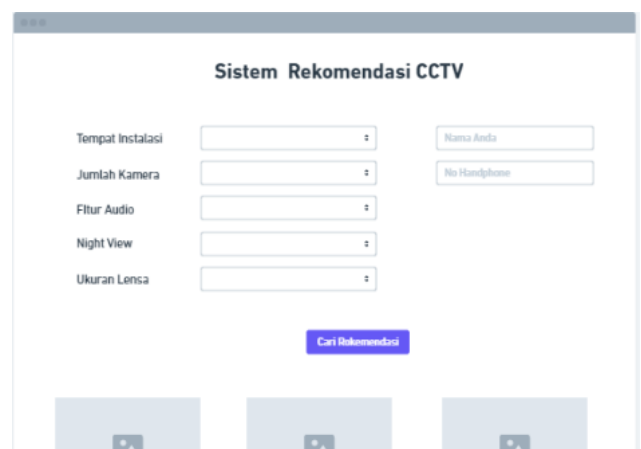 Sistem Rekomendasi CCTV
Tempat Instalasi
Nama Anda
Jumlah Kamera
No Handphone
FItur Audio
Night View
Ukuran Lensa
Cari Rekomendasi